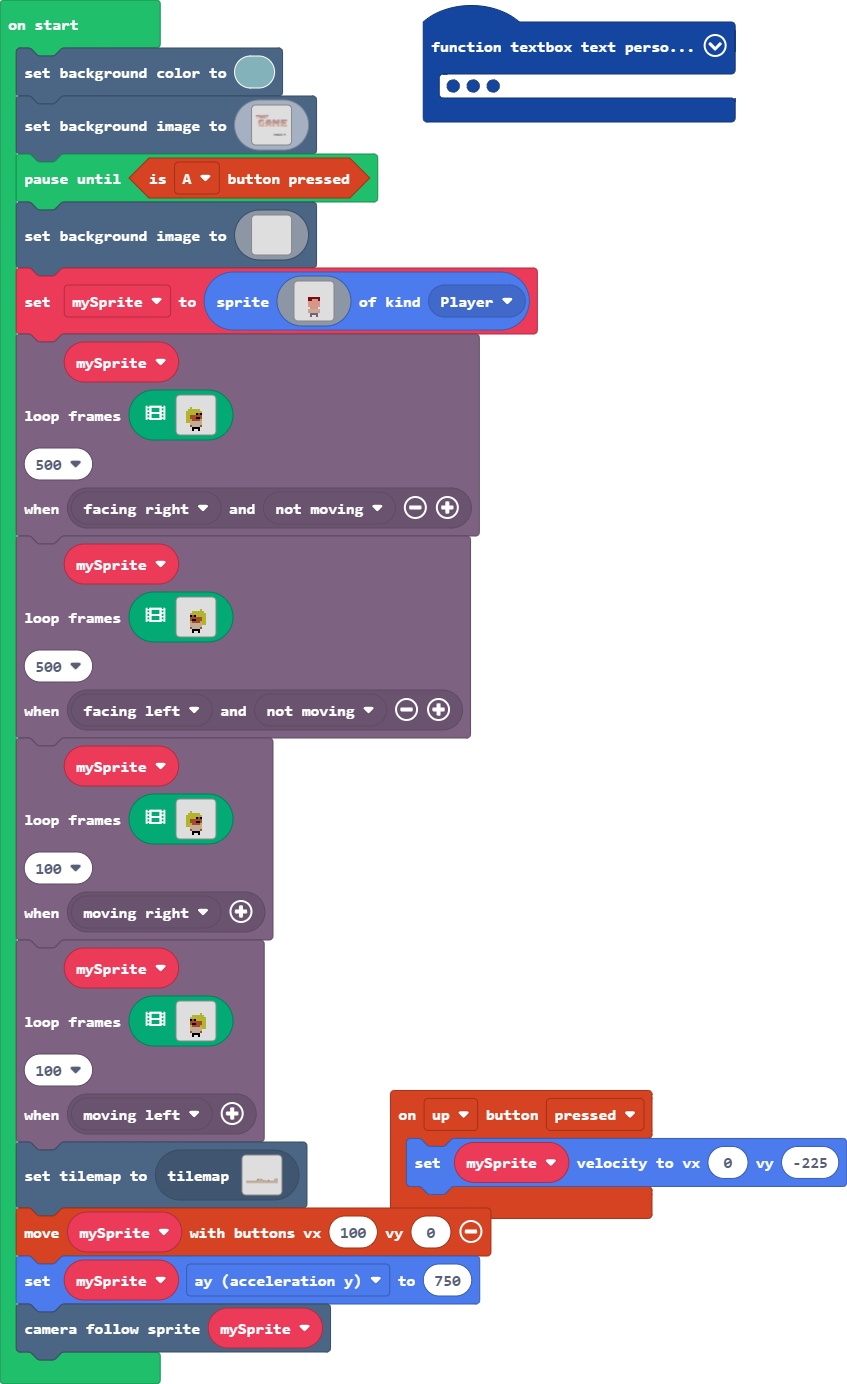 on start
function textbox text perso...
set background color to
set background image to
GAME
pause until is A button pressed
set background image to
set mySprite to sprite of kind Player
mySprite
loop frames
500
when facing right and not moving
mySprite
loop frames
500
when facing left and not moving
mySprite
loop frames
100
when moving right
mySprite
loop frames
100
when moving left
on up button pressed
set mySprite velocity to vx 0 vy -225
set tilemap to tilemap
move mySprite with buttons vx 100 vy 0
set mySprite ay (acceleration y) to 750
camera follow sprite mySprite